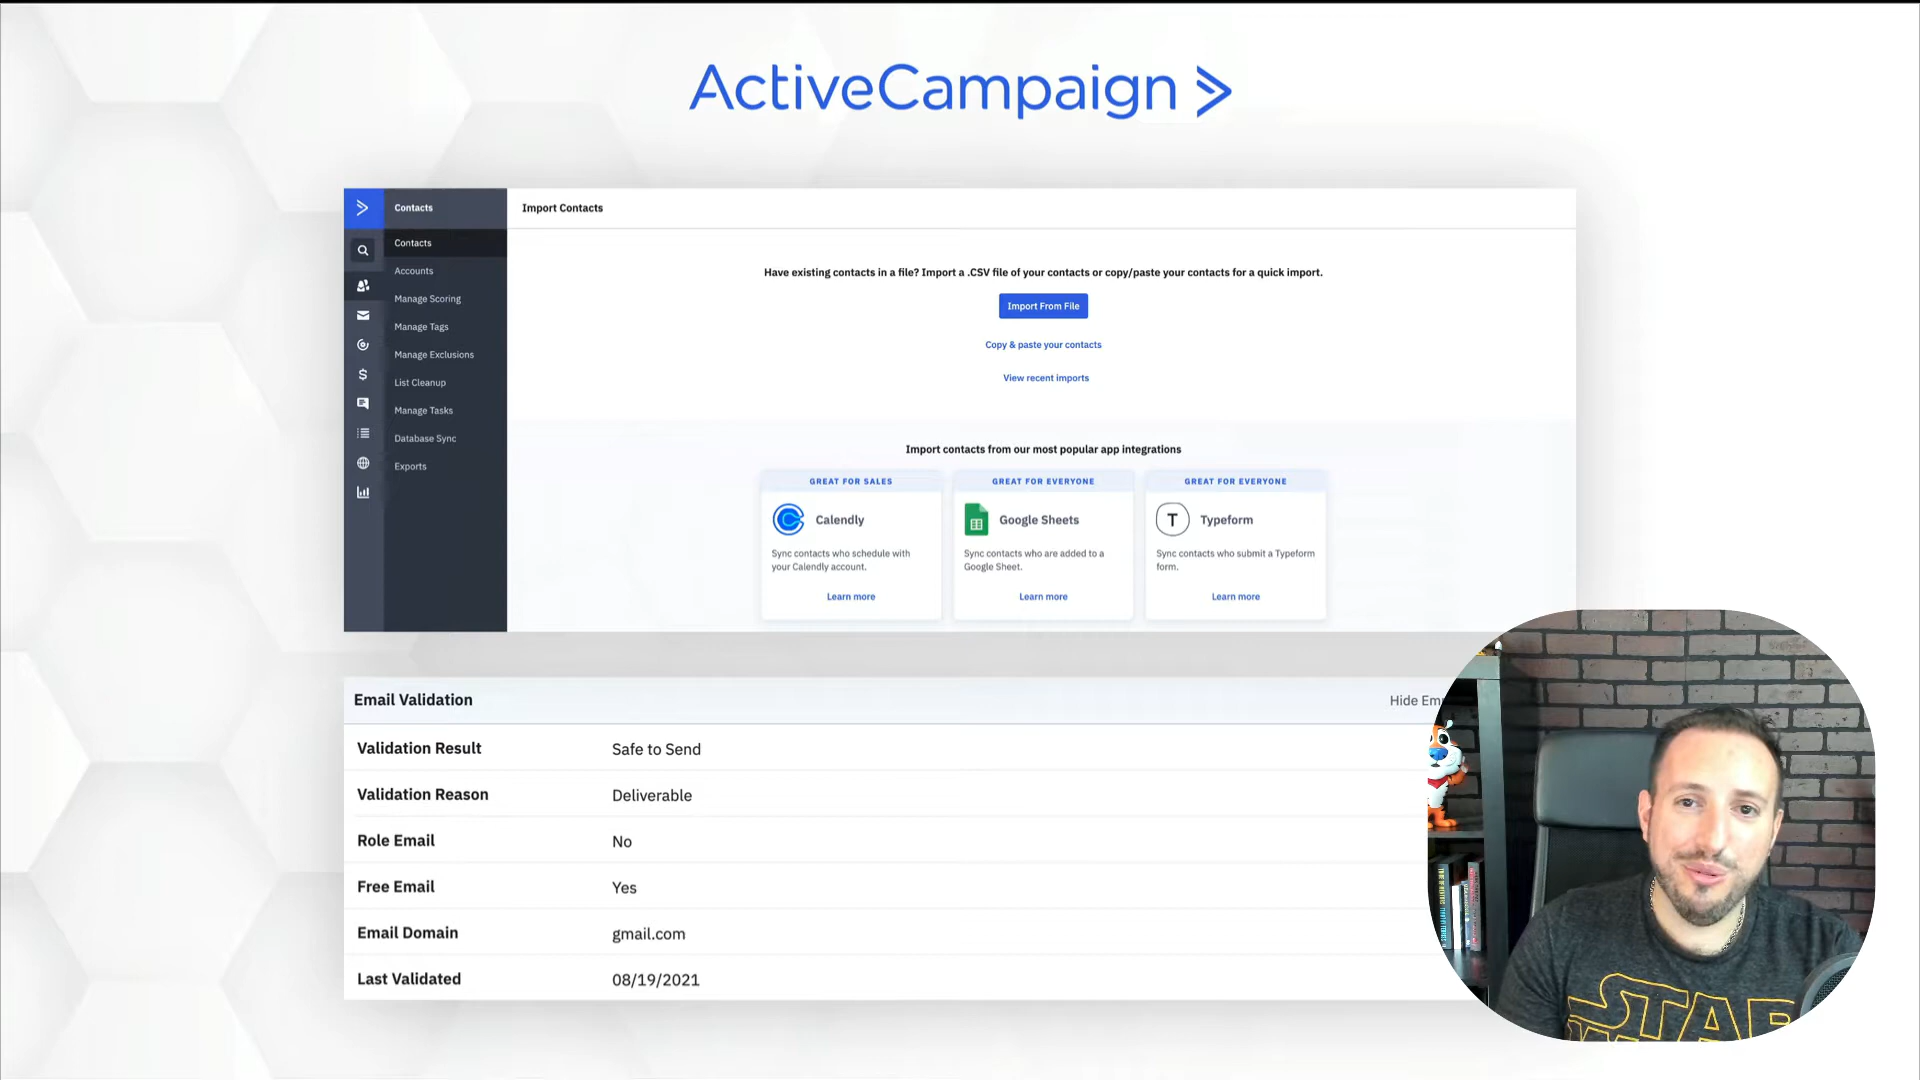 ActiveCampaign
Contacts
Import Contacts
Contacts
Accounts
Manage Scoring
Manage Tags
Manage Exclusions
List Cleanup
Manage Tasks
Database Sync
Exports
Have existing contacts in a file? Import a .CSV file of your contacts or copy/paste your contacts for a quick import.
Import From File
Copy & paste your contacts
View recent imports
Import contacts from our most popular app integrations
GREAT FOR SALES
Calendly
Sync contacts who schedule with
your Calendly account.
Learn more
GREAT FOR EVERYONE
Google Sheets
Sync contacts who are added to a
Google Sheet.
Learn more
GREAT FOR EVERYONE
T
Typeform
Sync contacts who submit a Typeform
form.
Learn more
Email Validation
Hide Em
Validation Result Safe to Send
Validation Reason Deliverable
Role Email No
Free Email Yes
Email Domain gmail.com
Last Validated 08/19/2021
STAR